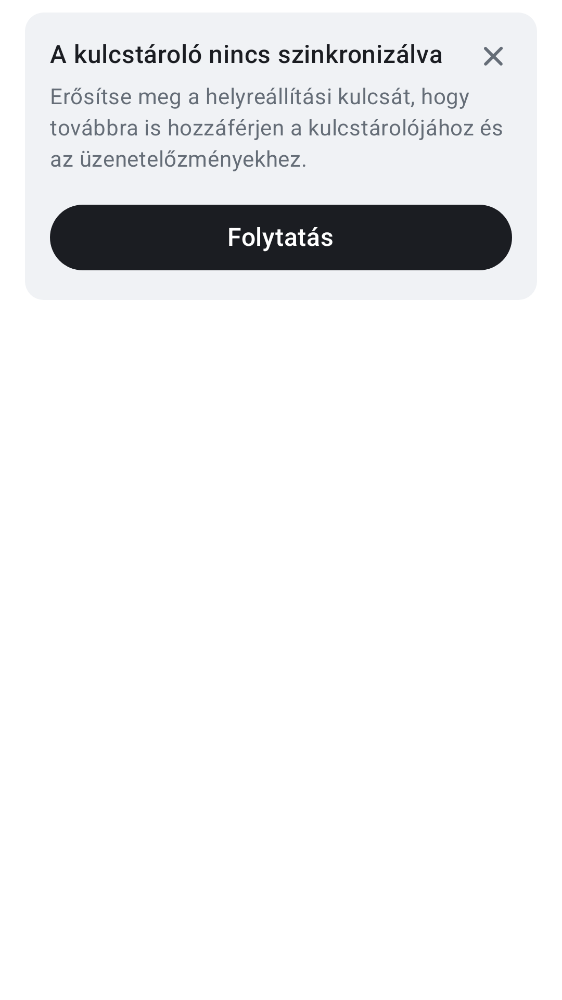 A kulcstároló nincs szinkronizálva
Erősítse meg a helyreállítási kulcsát, hogy
továbbra is hozzáférjen a kulcstárolójához és
az üzenetelőzményekhez.
Folytatás